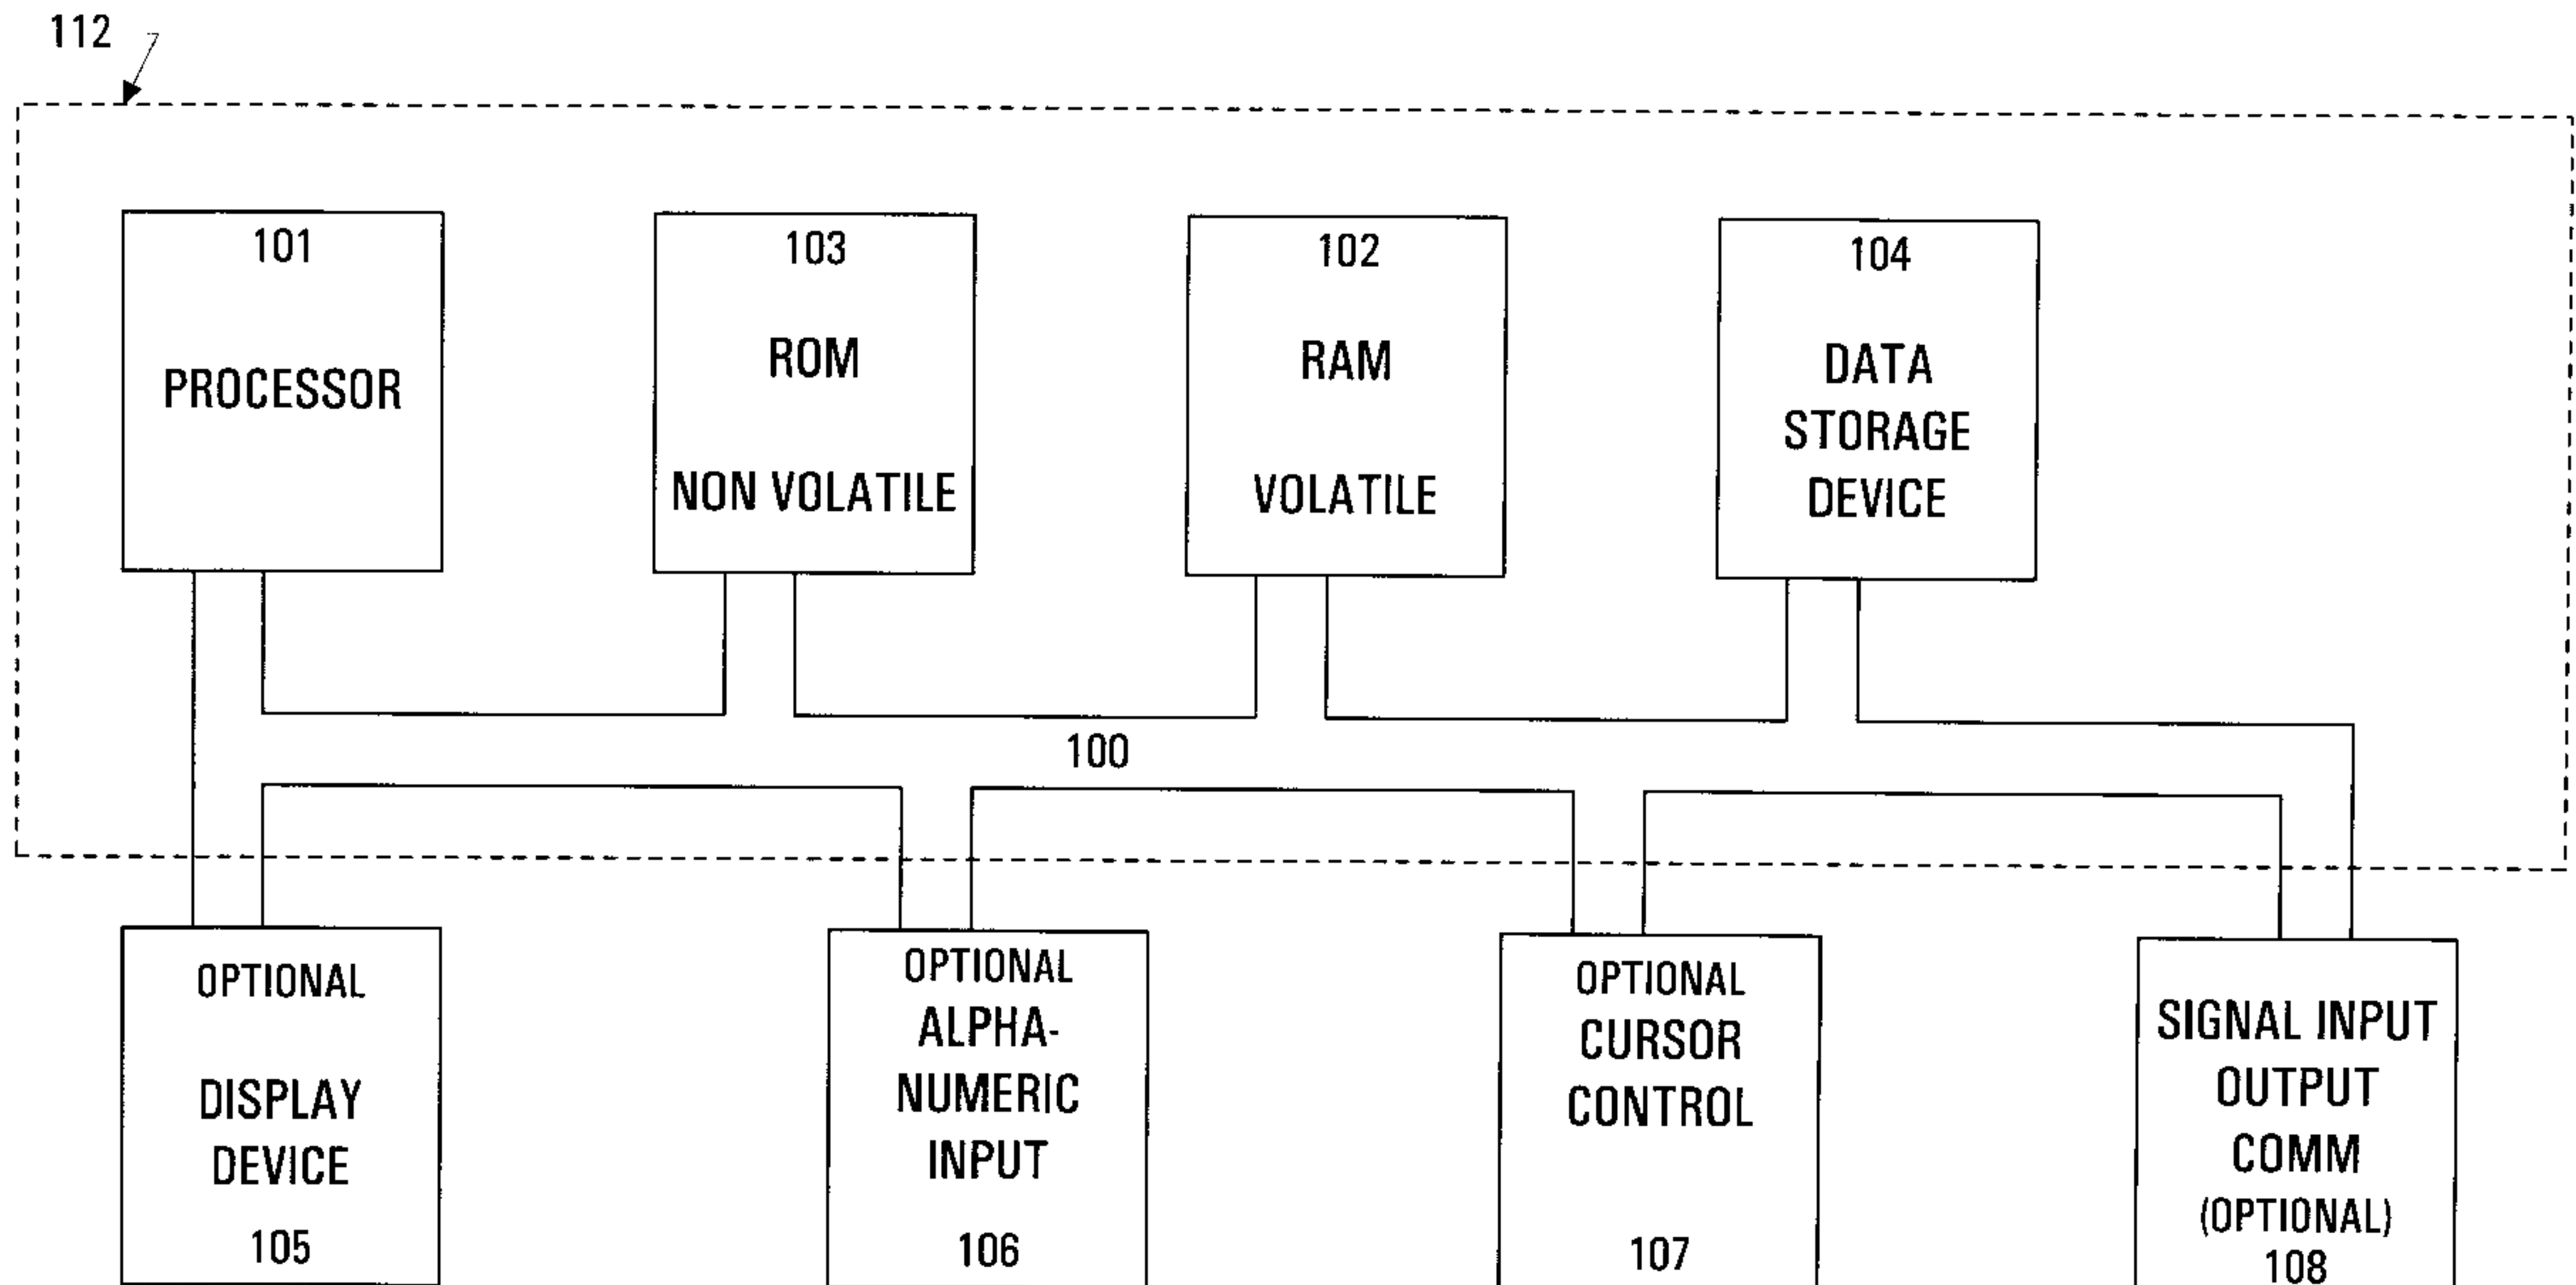 112
101
PROCESSOR
103
ROM
NON VOLATILE
102
RAM
VOLATILE
104
DATA
STORAGE
DEVICE
100
OPTIONAL
DISPLAY
DEVICE
105
OPTIONAL
ALPHA-
NUMERIC
INPUT
106
OPTIONAL
CURSOR
CONTROL
107
SIGNAL INPUT
OUTPUT
COMM
(OPTIONAL)
108